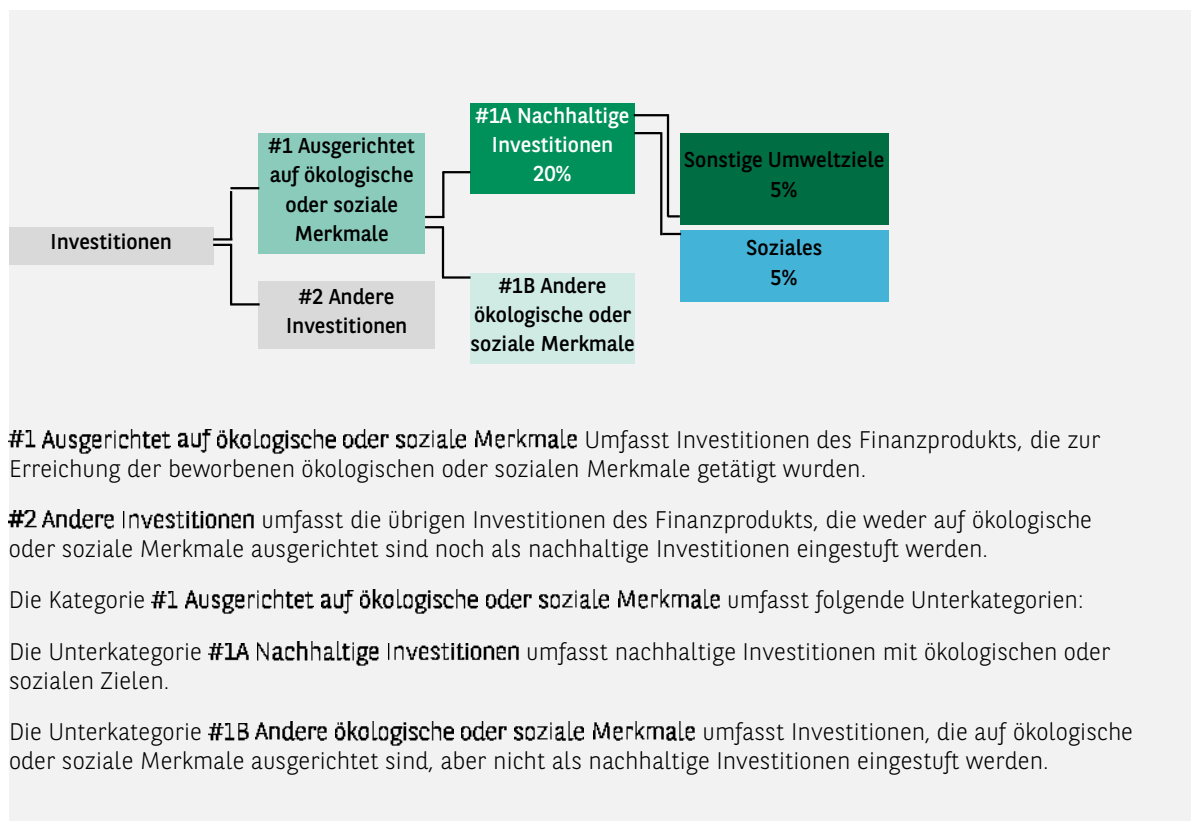 #1A Nachhaltige
Investitionen
20%
#1 Ausgerichtet
auf ökologische
oder soziale
Merkmale
Sonstige Umweltziele
5%
Investitionen
Soziales
5%
#2 Andere
Investitionen
#1B Andere
ökologische oder
soziale Merkmale
#1 Ausgerichtet auf ökologische oder soziale Merkmale Umfasst Investitionen des Finanzprodukts, die zur
Erreichung der beworbenen ökologischen oder sozialen Merkmale getätigt wurden.
#2 Andere Investitionen umfasst die übrigen Investitionen des Finanzprodukts, die weder auf ökologische
oder soziale Merkmale ausgerichtet sind noch als nachhaltige Investitionen eingestuft werden.
Die Kategorie #1 Ausgerichtet auf ökologische oder soziale Merkmale umfasst folgende Unterkategorien:
Die Unterkategorie #1A Nachhaltige Investitionen umfasst nachhaltige Investitionen mit ökologischen oder
sozialen Zielen.
Die Unterkategorie #1B Andere ökologische oder soziale Merkmale umfasst Investitionen, die auf ökologische
oder soziale Merkmale ausgerichtet sind, aber nicht als nachhaltige Investitionen eingestuft werden.